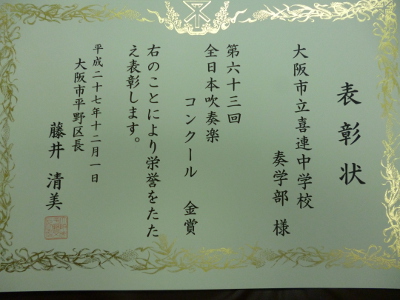 表彰状
大阪市立喜連中学校
奏学部 様
第六十三回
全日本吹奏楽
コンクール 金賞
右のことにより栄誉をたた
え表彰します。
平成二十七年十二月一日
大阪市平野区長
藤井 清美